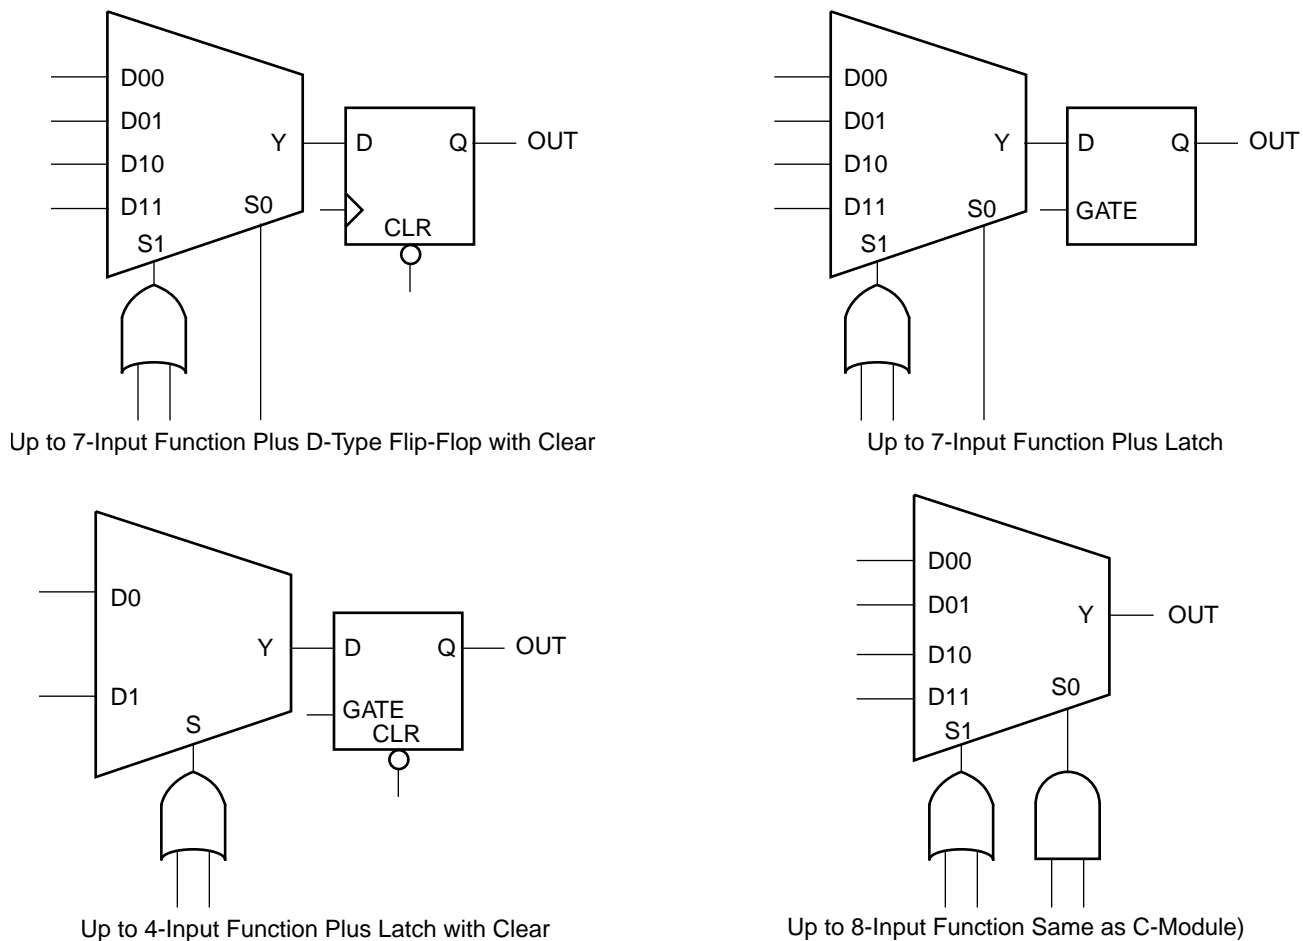 D00
D01
D10
D11
Y
S0
S1
D
Q
CLR
OUT
Up to 7-Input Function Plus D-Type Flip-Flop with Clear
D00
D01
D10
D11
Y
S0
S1
D
Q
GATE
OUT
Up to 7-Input Function Plus Latch
D0
D1
Y
S
D
Q
GATE
CLR
OUT
Up to 4-Input Function Plus Latch with Clear
D00
D01
D10
D11
Y
S0
S1
OUT
Up to 8-Input Function Same as C-Module)